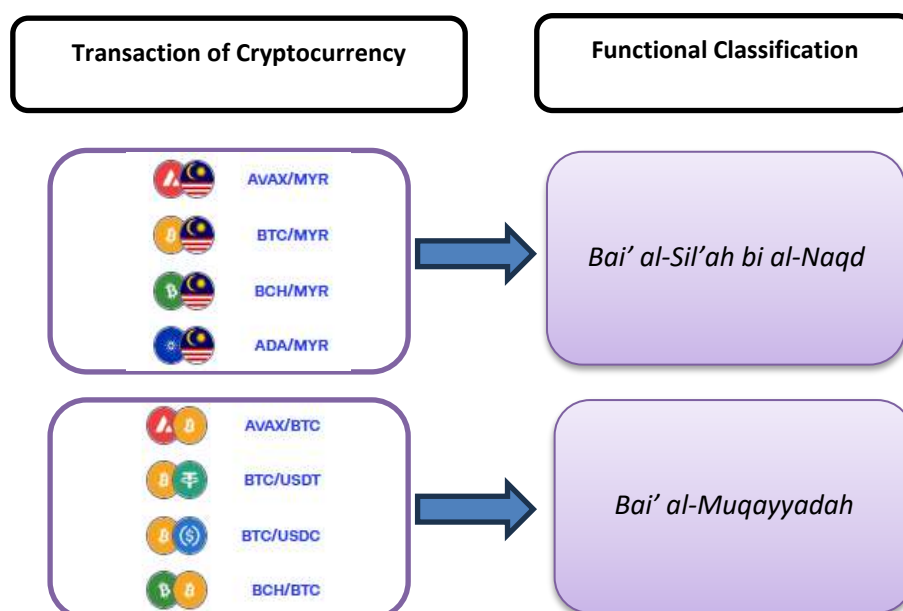 Transaction of Cryptocurrency
Functional Classification
AVAX/MYR
BTC/MYR
BCH/MYR
ADA/MYR
Bai’ al-Sil’ah bi al-Naqd
AVAX/BTC
BTC/USDT
BTC/USDC
BCH/BTC
Bai’ al-Muqayyadah